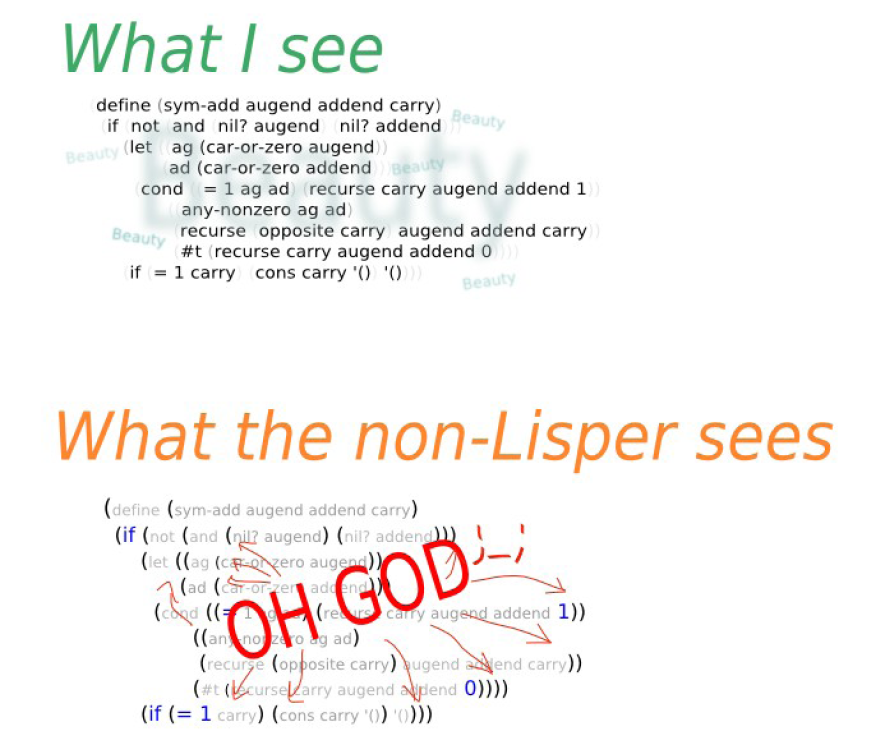 What I see
(define (sym-add augend addend carry)
(if (not (and (nil? augend) (nil? addend)))
Beauty
(let ((ag (car-or-zero augend))
Beauty
(ad (car-or-zero addend)))
Beauty
Beauty
(cond ((= 1 ag ad) (recurse carry augend addend 1))
((any-nonzero ag ad)
(recurse (opposite carry) augend addend carry))
Beauty
(#t (recurse carry augend addend 0))))
(if (= 1 carry) (cons carry '()) '())))
Beauty
What the non-Lisper sees
(define (sym-add augend addend carry)
(if (not (and (nil? augend) (nil? addend)))
(let ((ag (car-or-zero augend))
(ad (car-or-zero addend)))
OH GOD ;_;
(cond ((= 1 ag ad) (recurse carry augend addend 1))
((any-nonzero ag ad)
(recurse (opposite carry) augend addend carry))
(#t (recurse carry augend addend 0))))
(if (= 1 carry) (cons carry '()) '())))